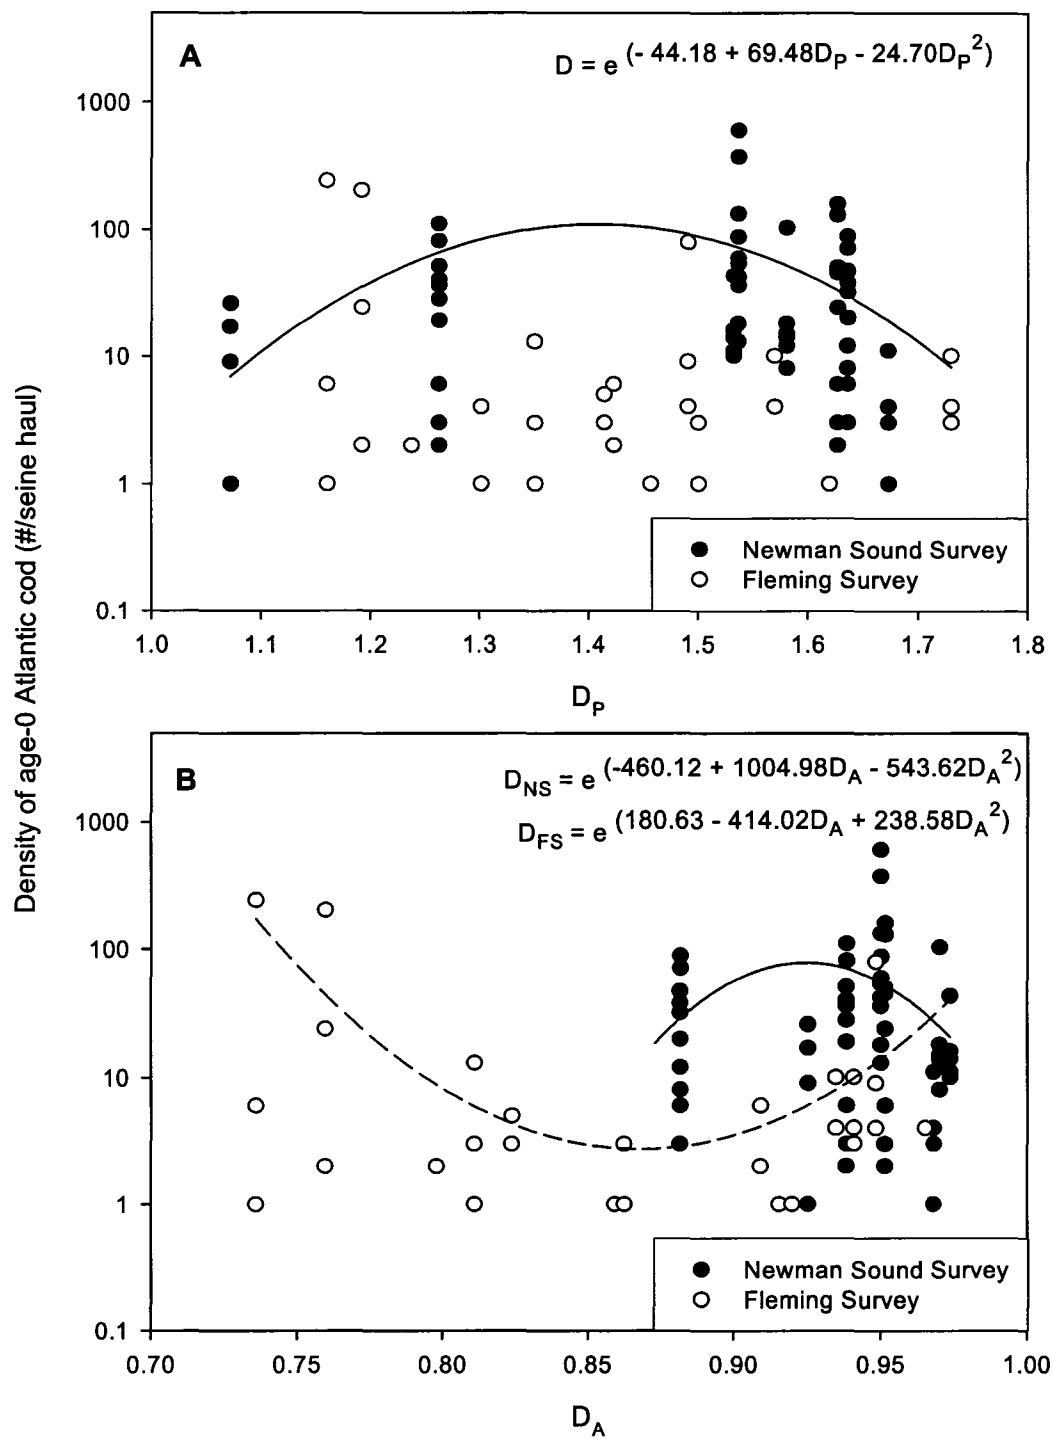 Density of age-0 Atlantic cod (#/seine haul)
A
D = e (- 44.18 + 69.48D_P - 24.70D_P^2)
1000
100
10
1
0.1
Newman Sound Survey
Fleming Survey
1.0 1.1 1.2 1.3 1.4 1.5 1.6 1.7 1.8
D_P
B
D_NS = e (-460.12 + 1004.98D_A - 543.62D_A^2)
D_FS = e (180.63 - 414.02D_A + 238.58D_A^2)
1000
100
10
1
0.1
Newman Sound Survey
Fleming Survey
0.70 0.75 0.80 0.85 0.90 0.95 1.00
D_A